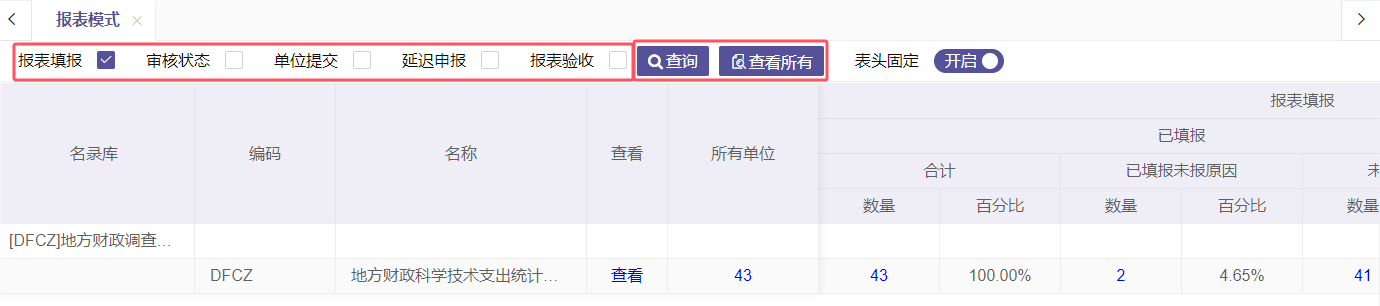 报表模式
报表填报 审核状态 单位提交 延迟申报 报表验收 查询 查看所有 表头固定 开启
报表填报
已填报
名录库 编码 名称 查看 所有单位
合计 已填报未报原因
数量 百分比 数量 百分比 数量
[DFCZ]地方财政调查...
DFCZ 地方财政科学技术支出统计... 查看 43 43 100.00% 2 4.65% 41